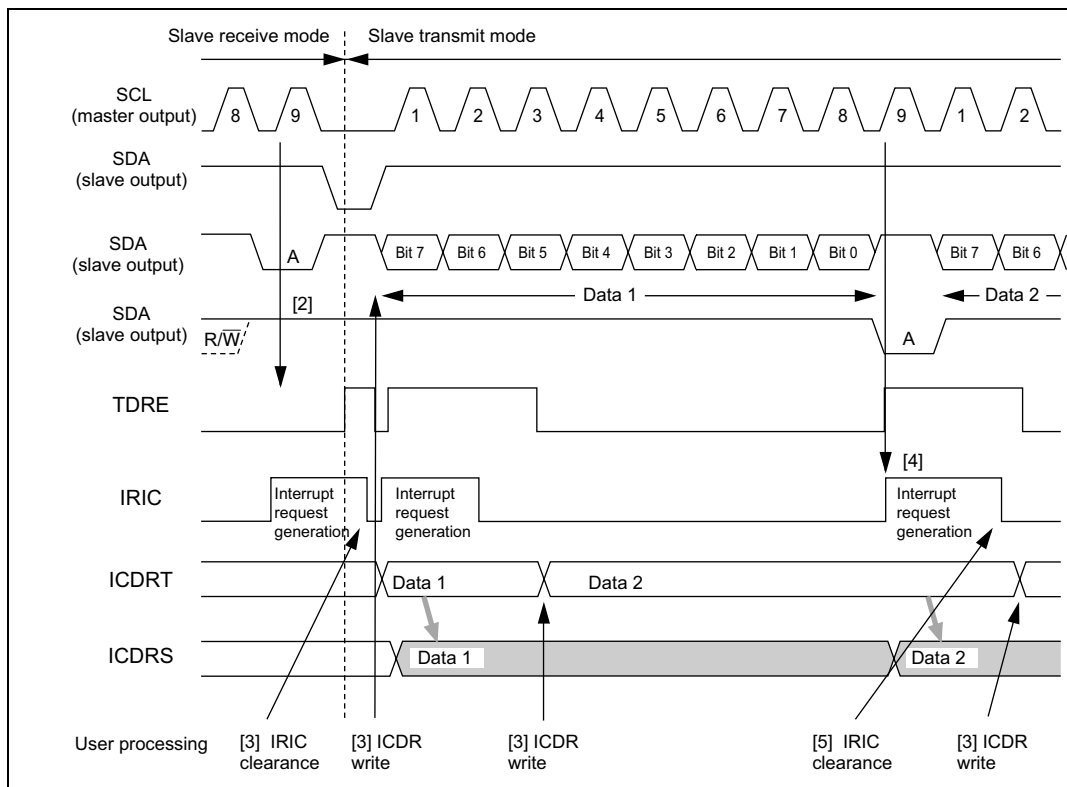 Slave receive mode Slave transmit mode
SCL
(master output)
8 9 1 2 3 4 5 6 7 8 9 1 2
SDA
(slave output)
SDA
(slave output)
A Bit 7 Bit 6 Bit 5 Bit 4 Bit 3 Bit 2 Bit 1 Bit 0 Bit 7 Bit 6
[2] Data 1 Data 2
SDA
(slave output)
R/W̅ A
TDRE
[4]
IRIC
Interrupt
request
generation
Interrupt
request
generation
Interrupt
request
generation
ICDRT
Data 1 Data 2
ICDRS
Data 1 Data 2
User processing
[3] IRIC
clearance
[3] ICDR
write
[3] ICDR
write
[5] IRIC
clearance
[3] ICDR
write